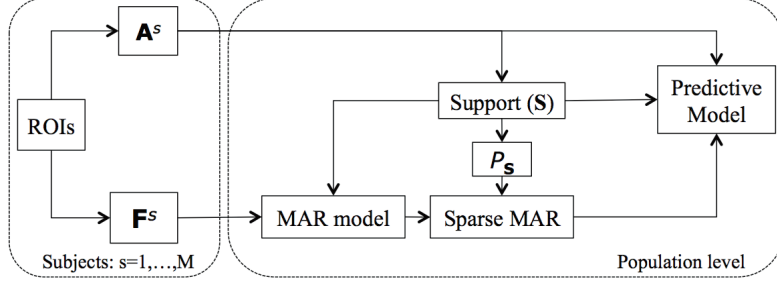 A^s
ROIs
Support (S)
Predictive
Model
P_S
F^s
MAR model
Sparse MAR
Subjects: s=1,...,M
Population level